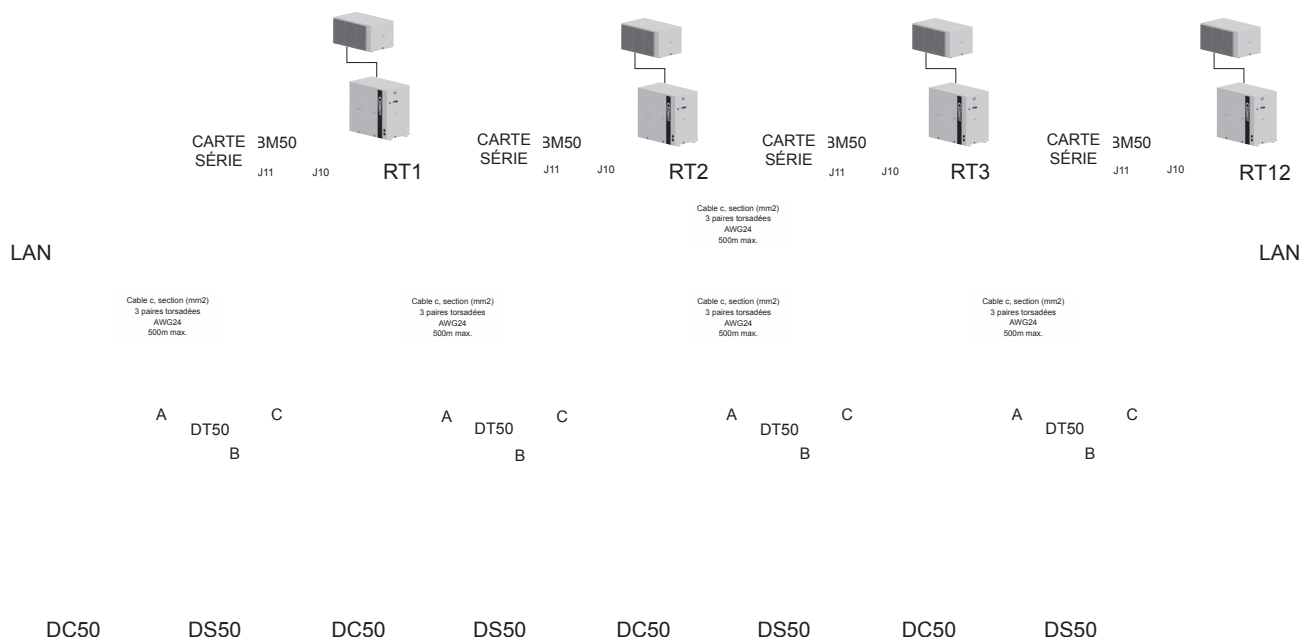 CARTE SÉRIE BM50 J11 J10 RT1
CARTE SÉRIE BM50 J11 J10 RT2
CARTE SÉRIE BM50 J11 J10 RT3
CARTE SÉRIE BM50 J11 J10 RT12
Cable c, section (mm2)
3 paires torsadées
AWG24
500m max.
LAN LAN
Cable c, section (mm2)
3 paires torsadées
AWG24
500m max.
Cable c, section (mm2)
3 paires torsadées
AWG24
500m max.
Cable c, section (mm2)
3 paires torsadées
AWG24
500m max.
Cable c, section (mm2)
3 paires torsadées
AWG24
500m max.
A DT50 C
B
A DT50 C
B
A DT50 C
B
A DT50 C
B
DC50 DS50 DC50 DS50 DC50 DS50 DC50 DS50